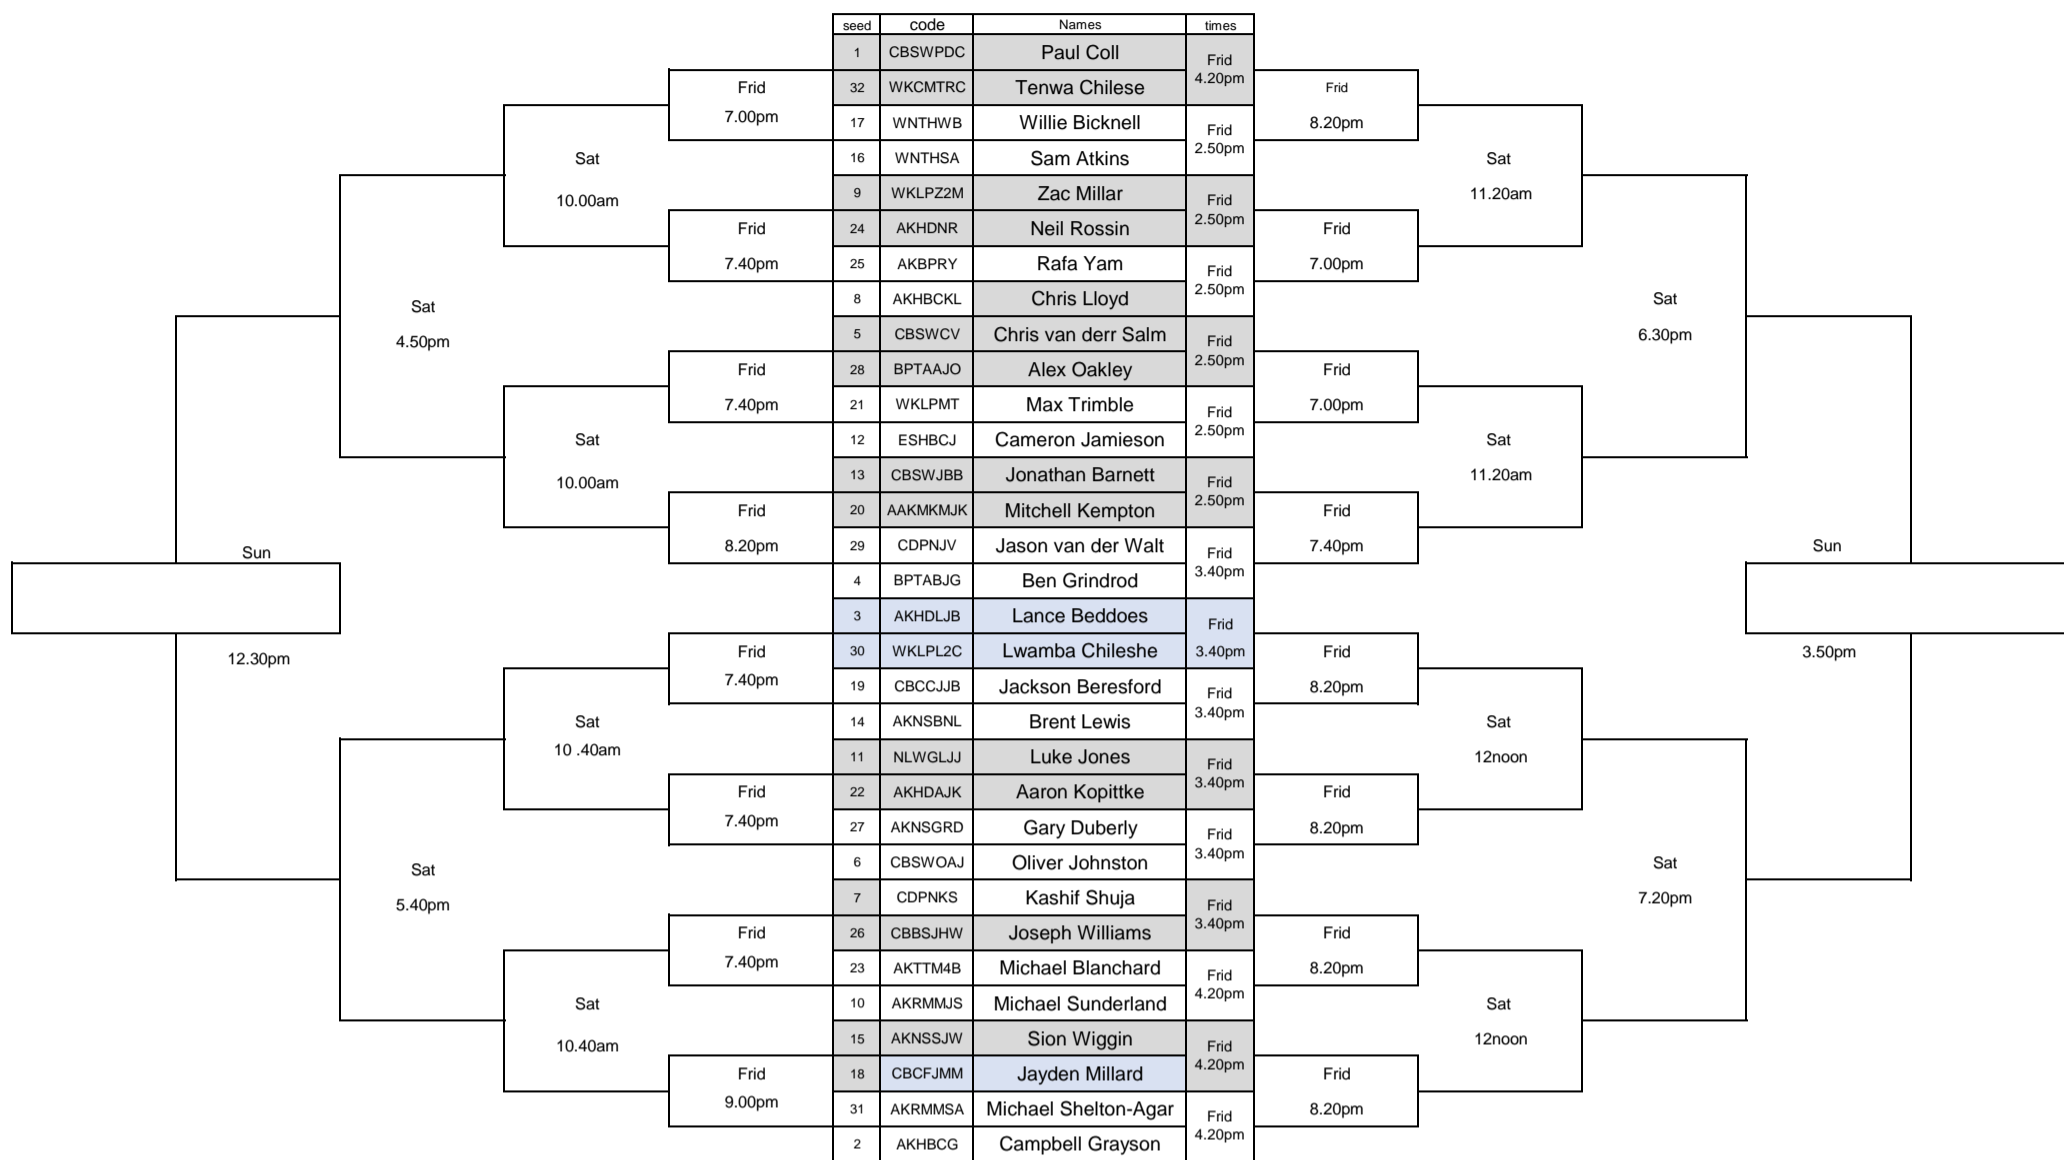 seed code Names times
1 CBSWPDC Paul Coll
Frid
4.20pm
Frid 32 WKCMTRC Tenwa Chilese Frid
7.00pm 17 WNTHWB Willie Bicknell 8.20pm
Frid
2.50pm
Sat 16 WNTHSA Sam Atkins Sat
10.00am 9 WKLPZ2M Zac Millar 11.20am
Frid
2.50pm
Frid 24 AKHDNR Neil Rossin Frid
7.40pm 25 AKBPRY Rafa Yam 7.00pm
Frid
2.50pm
Sat 8 AKHBCKL Chris Lloyd Sat
4.50pm 5 CBSWCV Chris van derr Salm 6.30pm
Frid
2.50pm
Frid 28 BPTAAJO Alex Oakley Frid
7.40pm 21 WKLPMT Max Trimble 7.00pm
Frid
2.50pm
Sat 12 ESHBCJ Cameron Jamieson Sat
10.00am 13 CBSWJBB Jonathan Barnett 11.20am
Frid
2.50pm
Frid 20 AAKMKMJK Mitchell Kempton Frid
8.20pm 29 CDPNJV Jason van der Walt 7.40pm
Sun Frid Sun
3.40pm
4 BPTABJG Ben Grindrod
3 AKHDLJB Lance Beddoes
Frid
12.30pm Frid 30 WKLPL2C Lwamba Chileshe 3.40pm Frid 3.50pm
7.40pm 19 CBCCJJB Jackson Beresford 8.20pm
Frid
3.40pm
Sat 14 AKNSBNL Brent Lewis Sat
10 .40am 11 NLWGLJJ Luke Jones 12noon
Frid
3.40pm
Frid 22 AKHDAJK Aaron Kopittke Frid
7.40pm 27 AKNSGRD Gary Duberly 8.20pm
Frid
3.40pm
Sat 6 CBSWOAJ Oliver Johnston Sat
5.40pm 7 CDPNKS Kashif Shuja 7.20pm
Frid
3.40pm
Frid 26 CBBSJHW Joseph Williams Frid
7.40pm 23 AKTTM4B Michael Blanchard 8.20pm
Frid
4.20pm
Sat 10 AKRMMJS Michael Sunderland Sat
10.40am 15 AKNSSJW Sion Wiggin 12noon
Frid
4.20pm
Frid 18 CBCFJMM Jayden Millard Frid
9.00pm 31 AKRMMSA Michael Shelton-Agar 8.20pm
Frid
4.20pm
2 AKHBCG Campbell Grayson